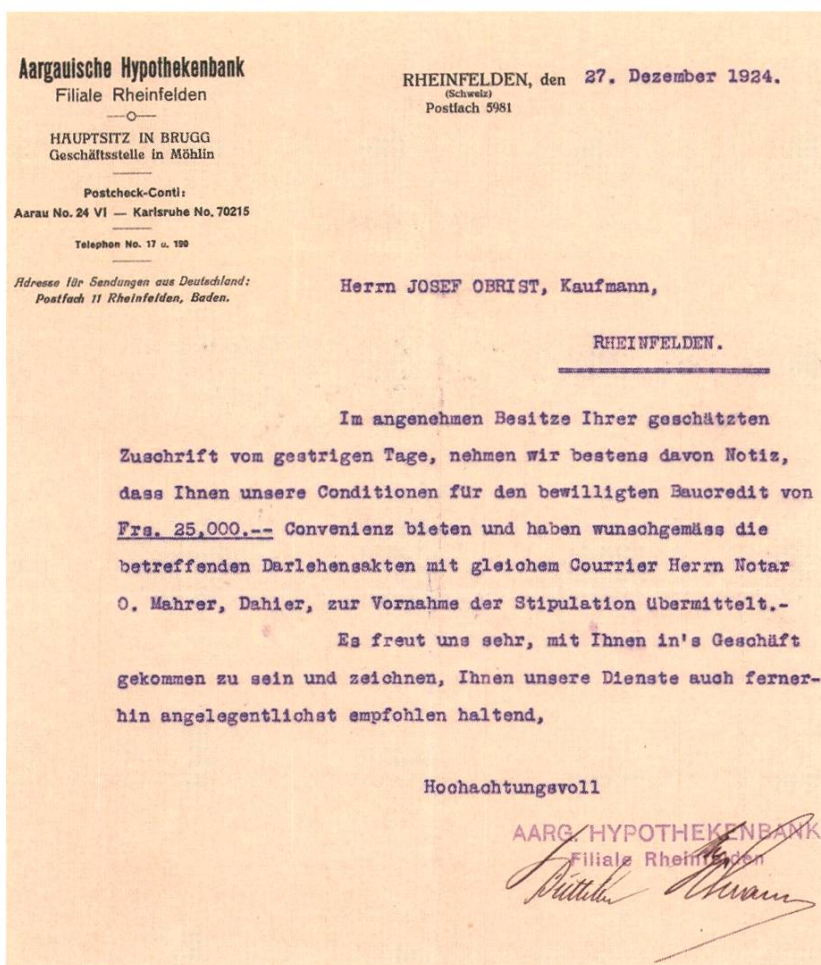 Aargauische Hypothekenbank
Filiale Rheinfelden
HAUPTSITZ IN BRUGG
Geschäftsstelle in Möhlin
Postcheck-Conti:
Aarau No. 24 VI — Karlsruhe No. 70215
Telephon No. 17 u. 190
Adresse für Sendungen aus Deutschland:
Postfach 11 Rheinfelden, Baden.
RHEINFELDEN, den 27. Dezember 1924.
(Schweiz)
Postfach 5981
Herrn JOSEF OBRIST, Kaufmann,
RHEINFELDEN.
Im angenehmen Besitze Ihrer geschätzten
Zuschrift vom gestrigen Tage, nehmen wir bestens davon Notiz,
dass Ihnen unsere Conditionen für den bewilligten Baucredit von
Frs. 25,000.-- Convenienz bieten und haben wunschgemäss die
betreffenden Darlehensakten mit gleichem Courrier Herrn Notar
O. Mahrer, Dahier, zur Vornahme der Stipulation übermittelt.-
Es freut uns sehr, mit Ihnen in's Geschäft
gekommen zu sein und zeichnen, Ihnen unsere Dienste auch ferner-
hin angelegentlichst empfohlen haltend,
Hochachtungsvoll
AARG. HYPOTHEKENBANK
Filiale Rheinfelden